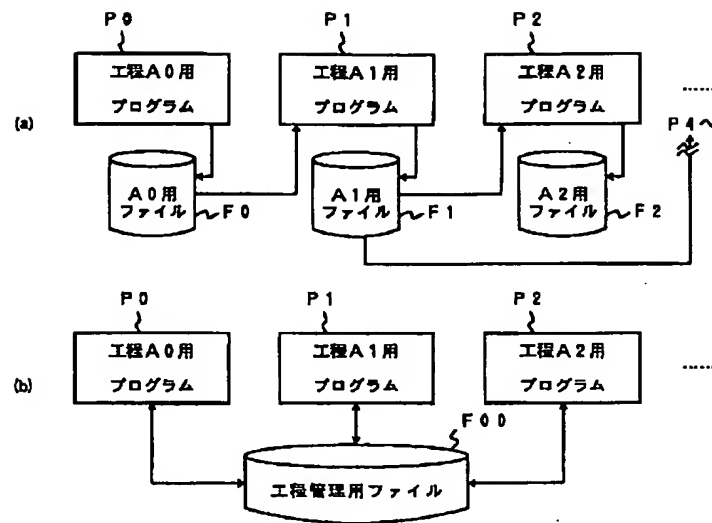 P0
P1
P2
工程A0用
プログラム
工程A1用
プログラム
工程A2用
プログラム
(a)
P4へ
A0用
ファイル
F0
A1用
ファイル
F1
A2用
ファイル
F2
P0
P1
P2
工程A0用
プログラム
工程A1用
プログラム
工程A2用
プログラム
(b)
F00
工程管理用ファイル